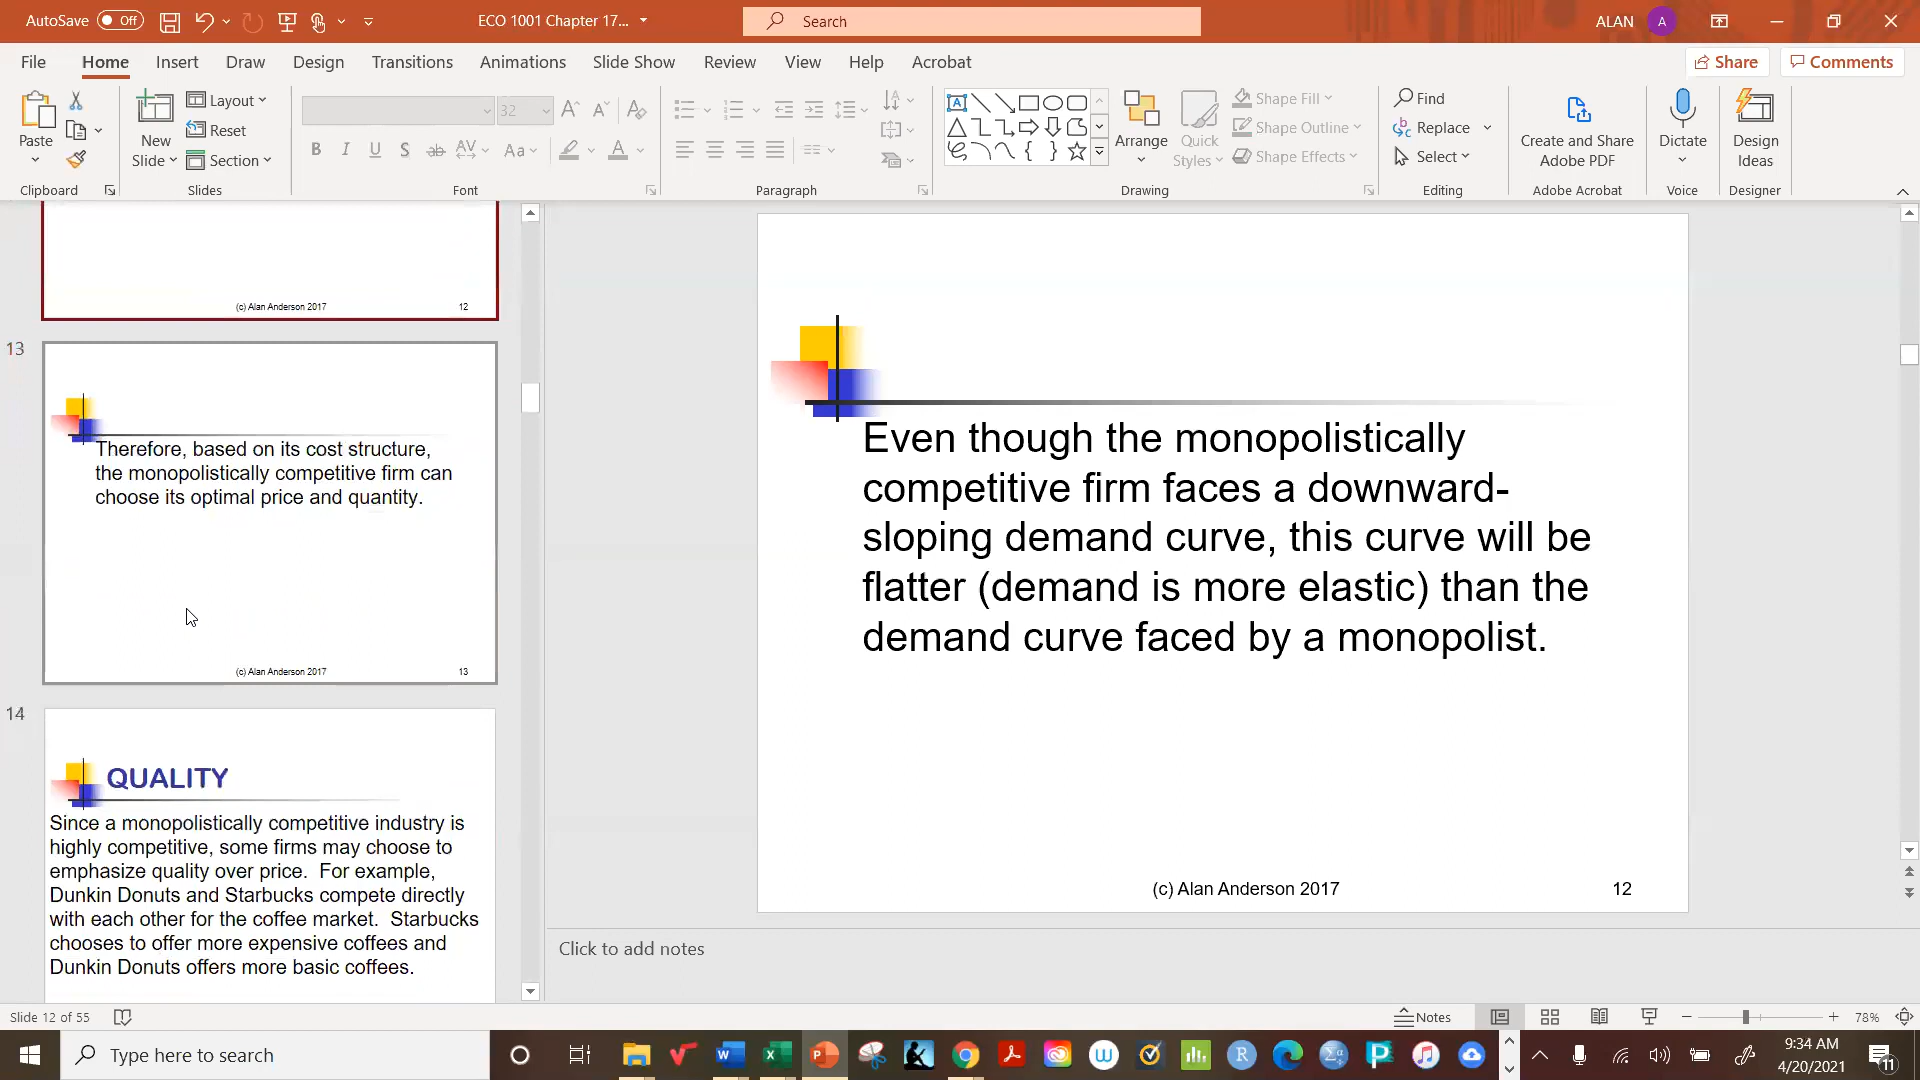 AutoSave Off
ECO 1001 Chapter 17...
Search
ALAN A
File Home Insert Draw Design Transitions Animations Slide Show Review View Help Acrobat Share Comments
Paste
Clipboard
New Slide
Layout
Reset
Section
Slides
32
B I U S ab AV Aa A
Font
Paragraph
Arrange
Quick Styles
Shape Fill
Shape Outline
Shape Effects
Drawing
Find
Replace
Select
Editing
Create and Share Adobe PDF
Adobe Acrobat
Dictate
Voice
Design Ideas
Designer
(c) Alan Anderson 2017 12
13
Therefore, based on its cost structure,
the monopolistically competitive firm can
choose its optimal price and quantity.
(c) Alan Anderson 2017 13
14
QUALITY
Since a monopolistically competitive industry is
highly competitive, some firms may choose to
emphasize quality over price. For example,
Dunkin Donuts and Starbucks compete directly
with each other for the coffee market. Starbucks
chooses to offer more expensive coffees and
Dunkin Donuts offers more basic coffees.
Even though the monopolistically
competitive firm faces a downward-
sloping demand curve, this curve will be
flatter (demand is more elastic) than the
demand curve faced by a monopolist.
(c) Alan Anderson 2017 12
Click to add notes
Slide 12 of 55
Notes
78%
Type here to search
9:34 AM
4/20/2021
11